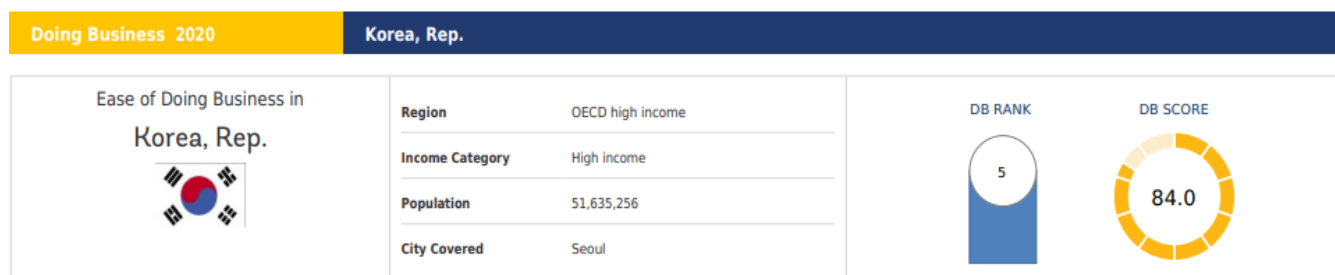 Doing Business 2020
Korea, Rep.
Ease of Doing Business in
Korea, Rep.
Region OECD high income
Income Category High income
Population 51,635,256
City Covered Seoul
DB RANK
5
DB SCORE
84.0